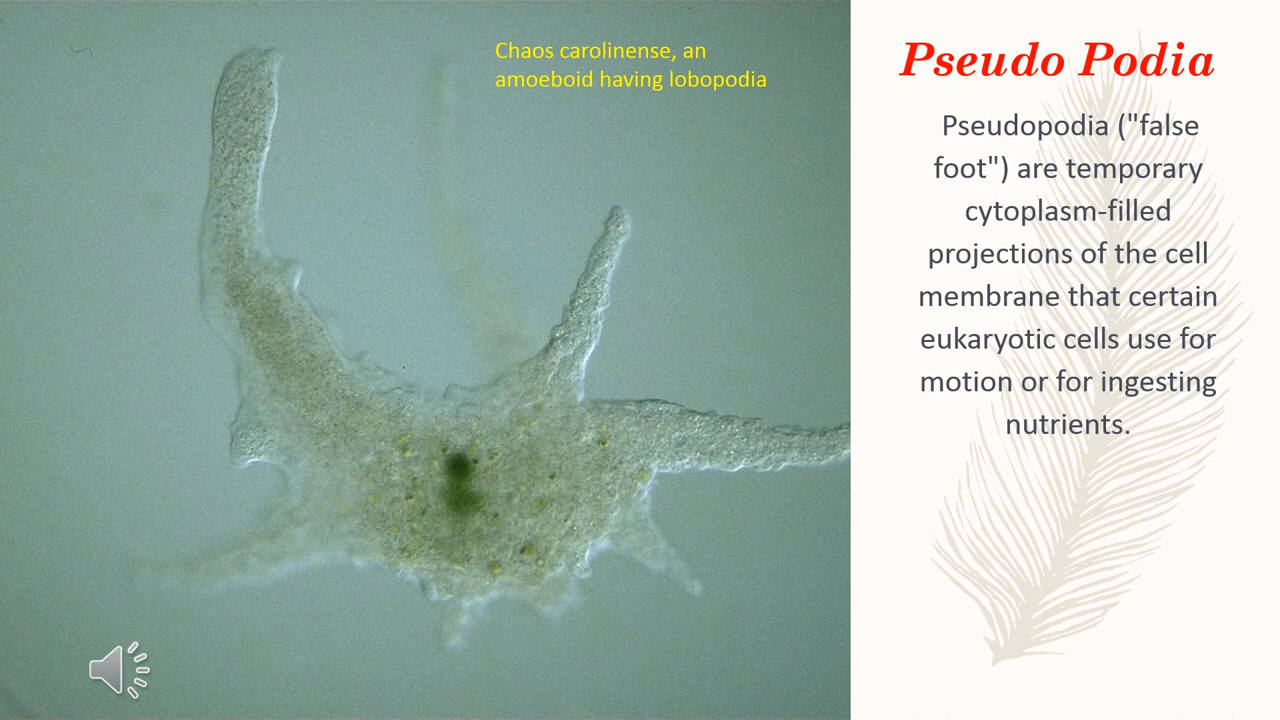 Chaos carolinense, an
amoeboid having lobopodia
Pseudo Podia
Pseudopodia ("false
foot") are temporary
cytoplasm-filled
projections of the cell
membrane that certain
eukaryotic cells use for
motion or for ingesting
nutrients.